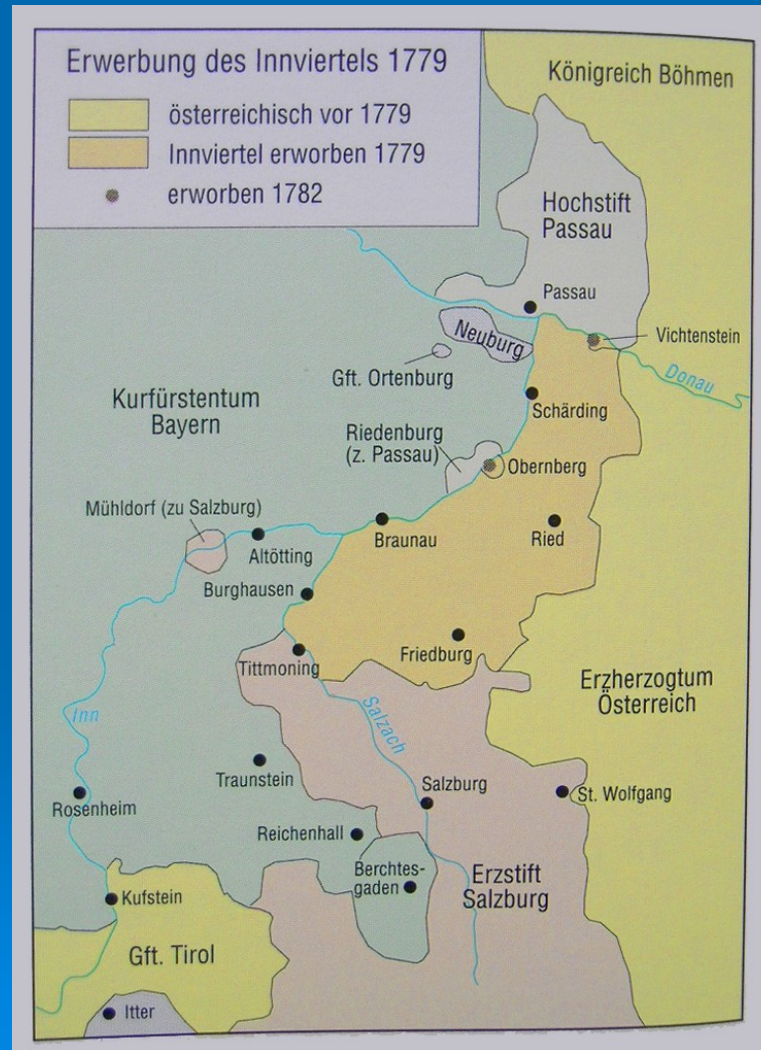 Erwerbung des Innviertels 1779
österreichisch vor 1779
Innviertel erworben 1779
erworben 1782
Königreich Böhmen
Hochstift
Passau
Passau
Neuburg
Vichtenstein
Gft. Ortenburg
Donau
Kurfürstentum
Bayern
Schärding
Riedenburg
(z. Passau)
Obernberg
Mühldorf (zu Salzburg)
Altötting
Braunau
Ried
Burghausen
Tittmoning
Friedburg
Erzherzogtum
Österreich
Inn
Salzach
Traunstein
Salzburg
St. Wolfgang
Rosenheim
Reichenhall
Berchtes-
gaden
Erzstift
Salzburg
Kufstein
Gft. Tirol
Itter